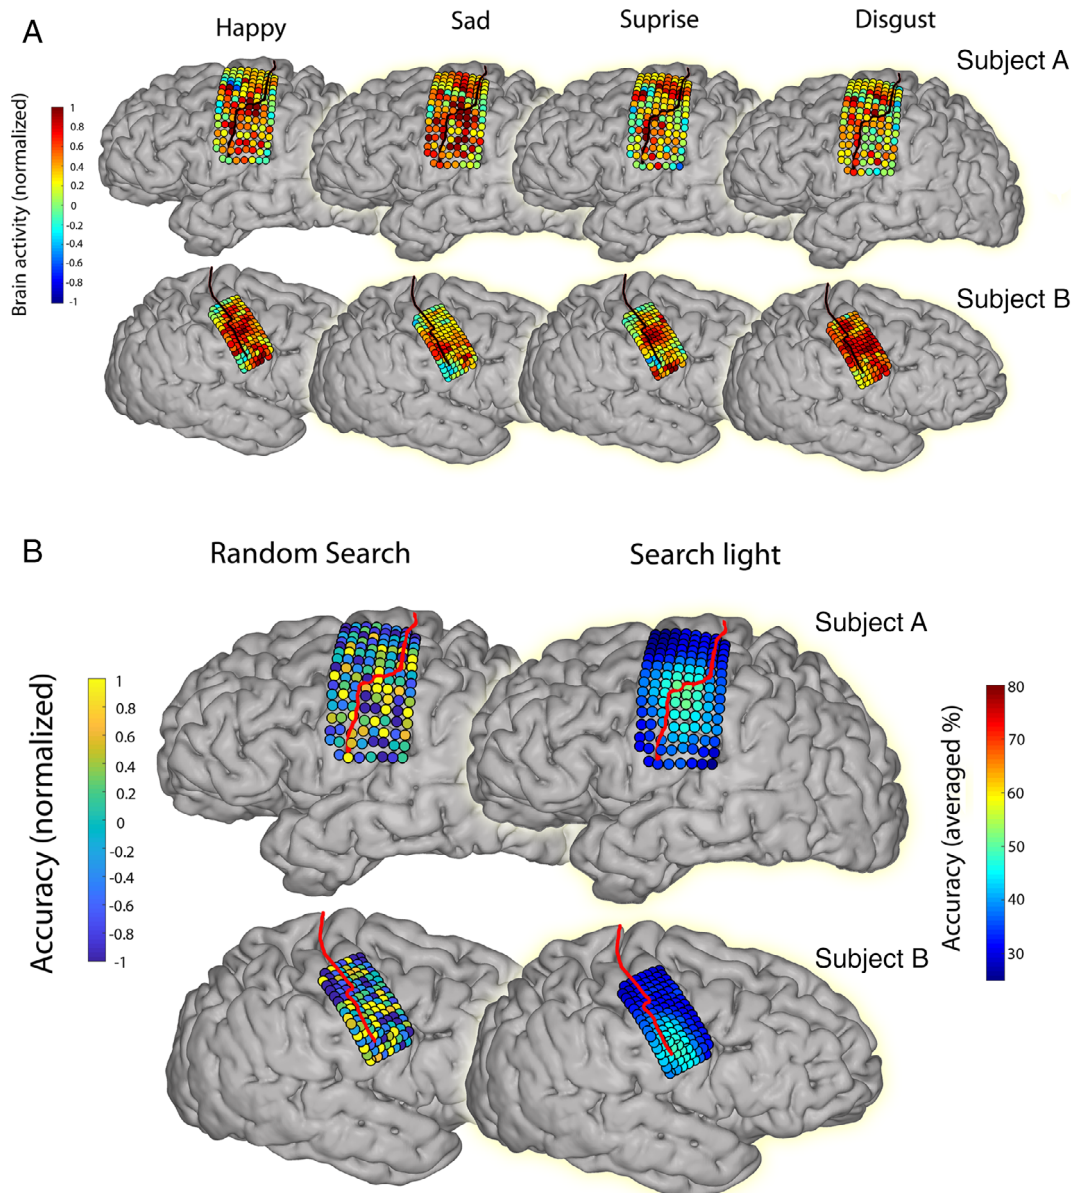 A
Happy
Sad
Suprise
Disgust
Subject A
Brain activity (normalized)
1
0.8
0.6
0.4
0.2
0
-0.2
-0.4
-0.6
-0.8
-1
Subject B
B
Random Search
Search light
Subject A
Accuracy (normalized)
1
0.8
0.6
0.4
0.2
0
-0.2
-0.4
-0.6
-0.8
-1
Accuracy (averaged %)
80
70
60
50
40
30
Subject B